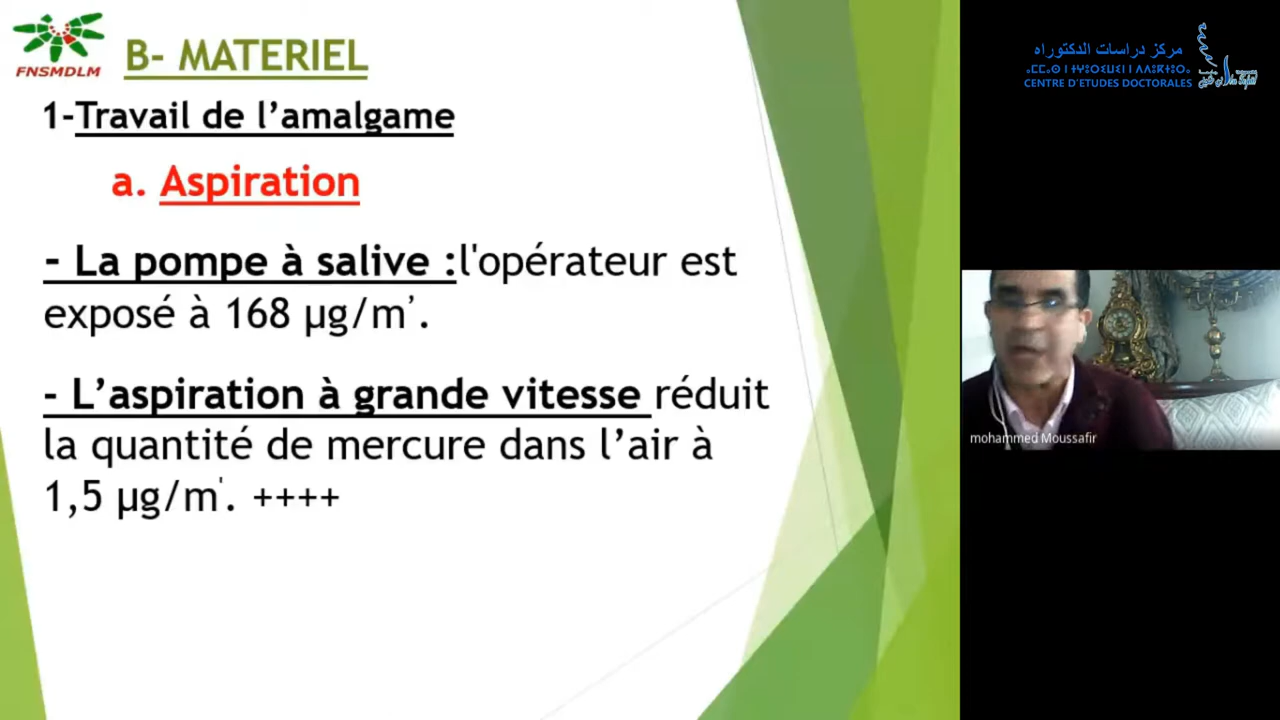 FNSMDLM
B- MATERIEL
1-Travail de l’amalgame
a. Aspiration
- La pompe à salive :l'opérateur est
exposé à 168 µg/m’.
- L’aspiration à grande vitesse réduit
la quantité de mercure dans l’air à
1,5 µg/m'. ++++
مركز دراسات الدكتوراه
CENTRE D'ETUDES DOCTORALES
mohammed Moussafir